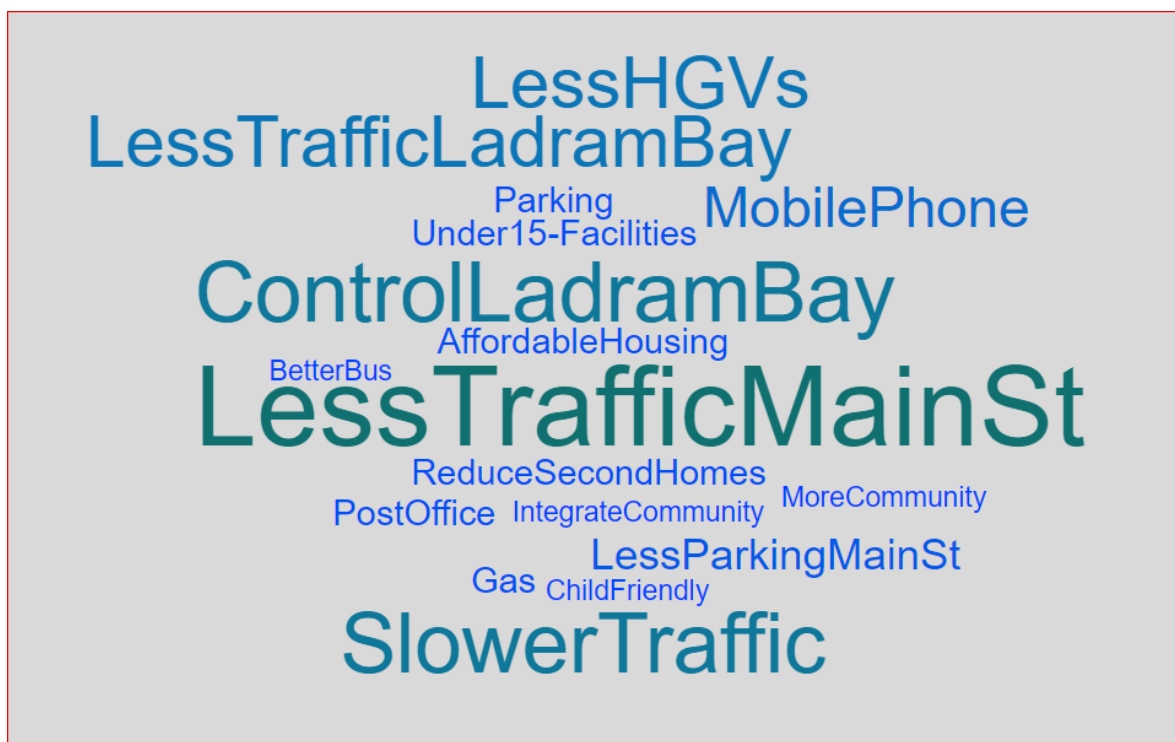 LessHGVs
LessTrafficLadramBay
Parking
MobilePhone
Under15-Facilities
ControlLadramBay
AffordableHousing
BetterBus
LessTrafficMainSt
ReduceSecondHomes
MoreCommunity
PostOffice
IntegrateCommunity
LessParkingMainSt
Gas
ChildFriendly
SlowerTraffic